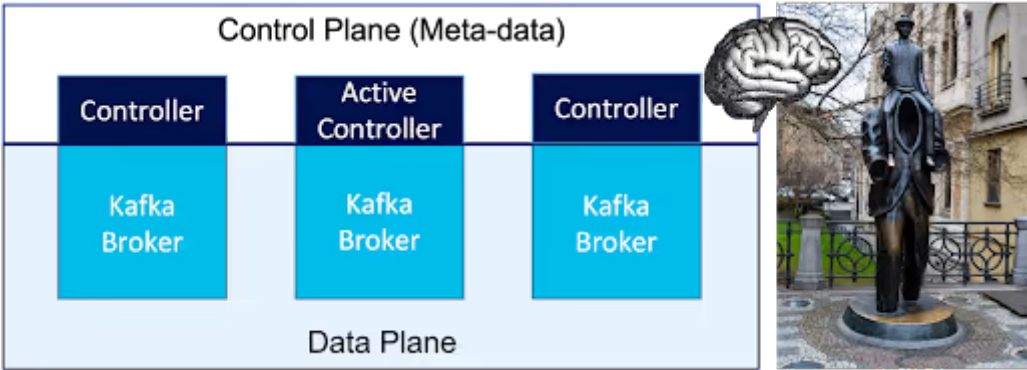 Control Plane (Meta-data)
Controller
Active
Controller
Controller
Kafka
Broker
Kafka
Broker
Kafka
Broker
Data Plane